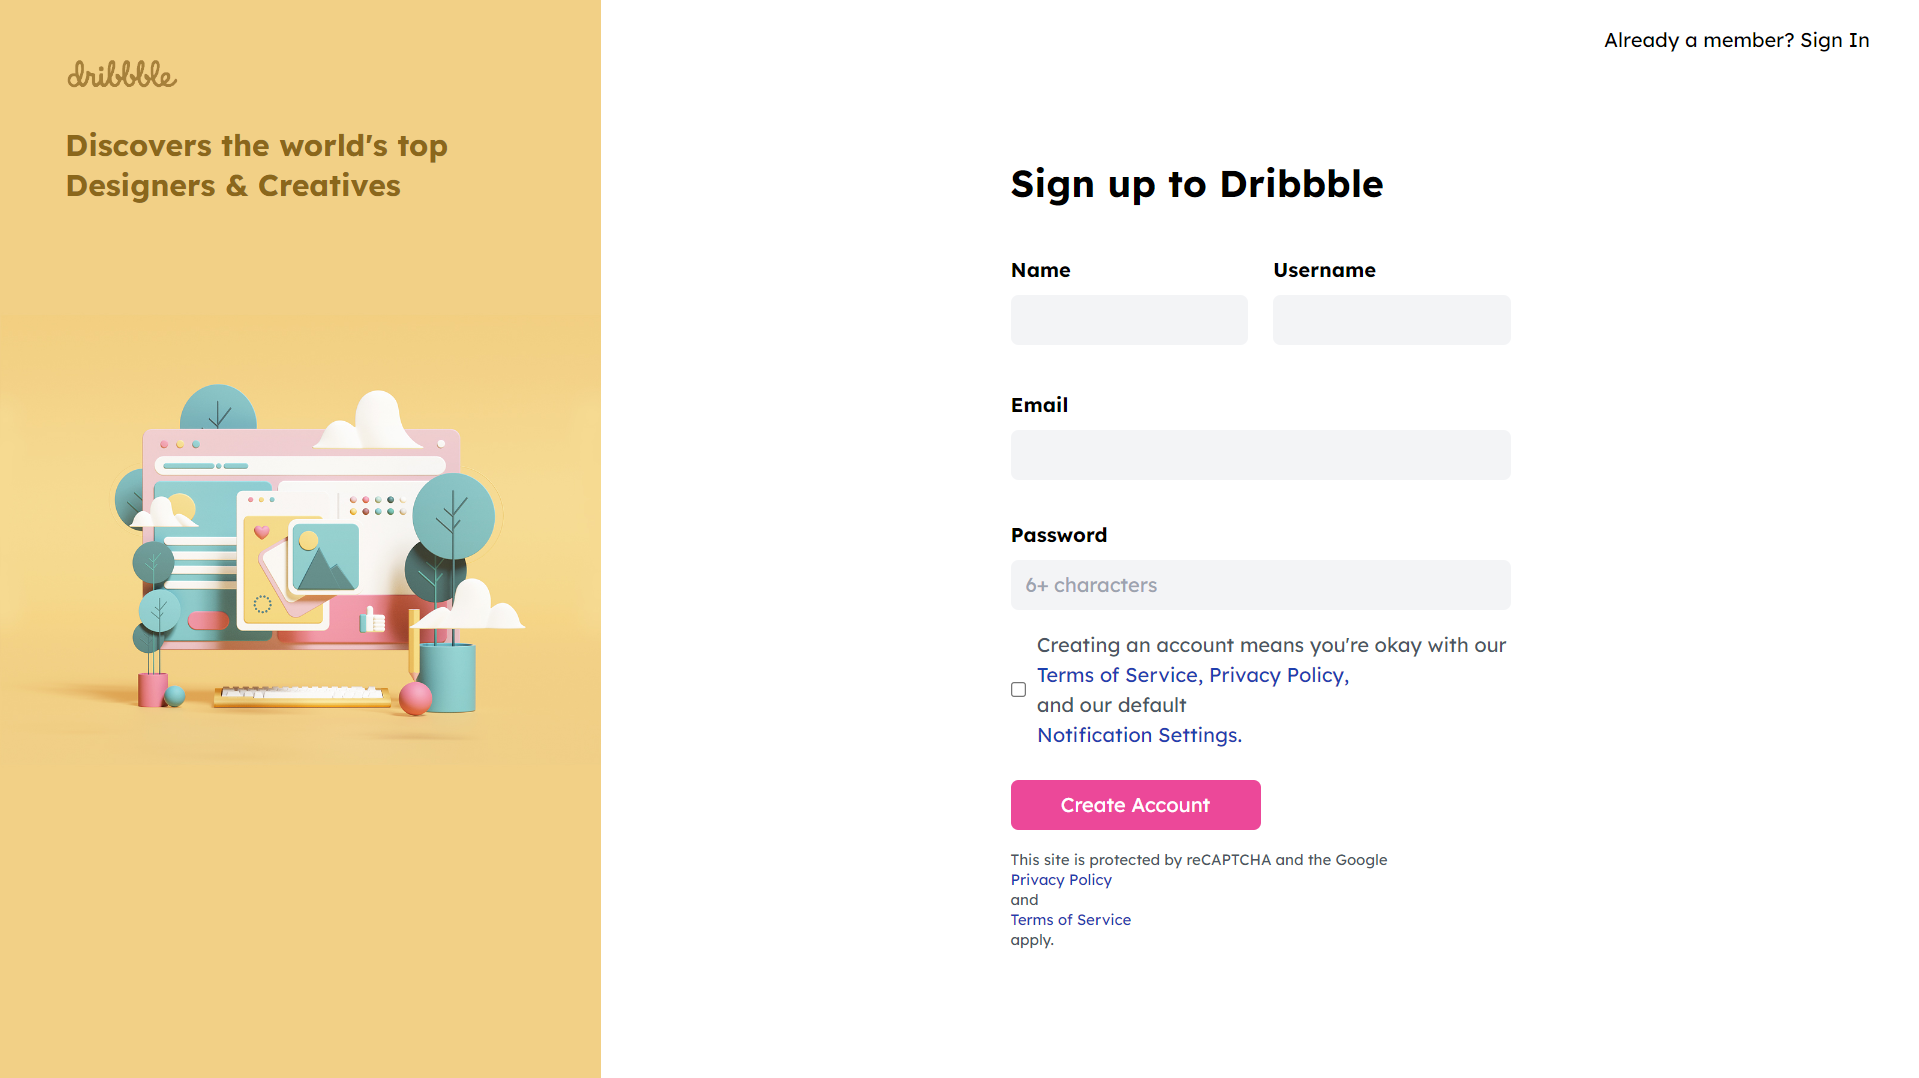 dribbble
Discovers the world's top
Designers & Creatives
Already a member? Sign In
Sign up to Dribbble
Name
Username
Email
Password
6+ characters
Creating an account means you're okay with our
Terms of Service, Privacy Policy,
and our default
Notification Settings.
Create Account
This site is protected by reCAPTCHA and the Google
Privacy Policy
and
Terms of Service
apply.